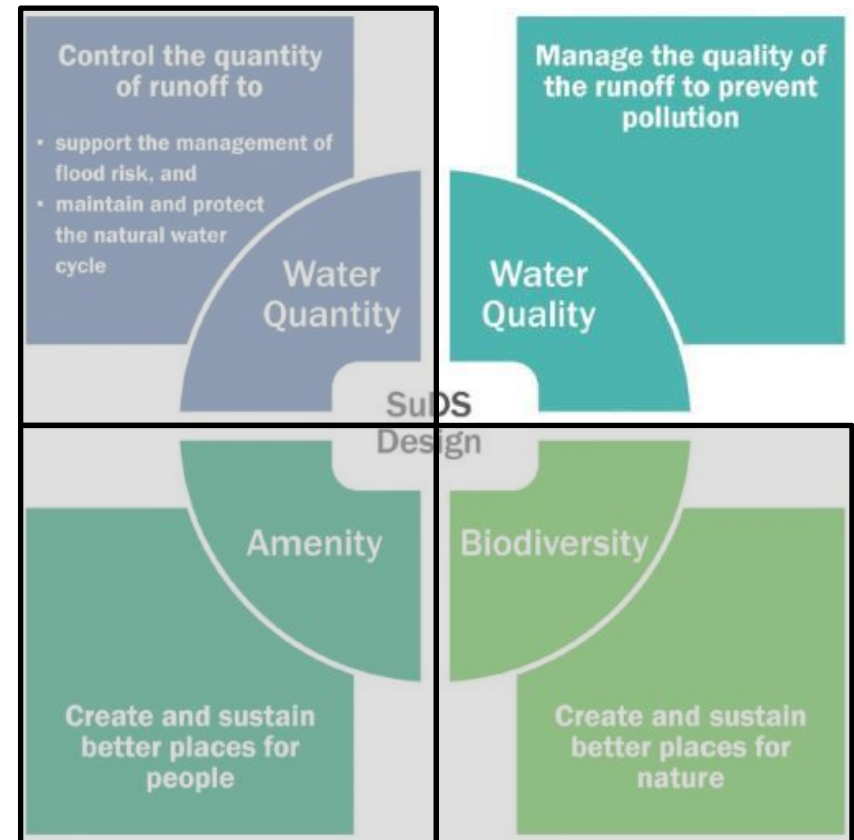 Control the quantity
of runoff to
• support the management of
flood risk, and
• maintain and protect
the natural water
cycle
Water
Quantity
Manage the quality of
the runoff to prevent
pollution
Water
Quality
SuDS
Design
Amenity
Create and sustain
better places for
people
Biodiversity
Create and sustain
better places for
nature